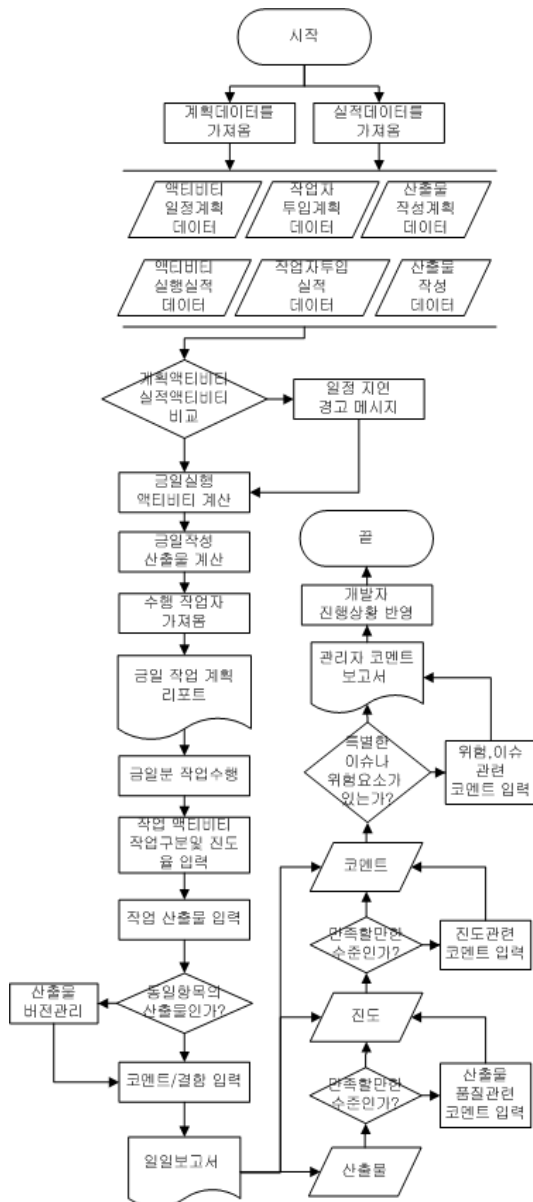 시작
계획데이터를
가져옴
실적데이터를
가져옴
액티비티
일정계획
데이터
작업자
투입계획
데이터
산출물
작성계획
데이터
액티비티
실행실적
데이터
작업자투입
실적
데이터
산출물
작성
데이터
계획액티비티
실적액티비티
비교
일정 지연
경고 메시지
금일실행
액티비티 계산
금일작성
산출물 계산
수행 작업자
가져옴
금일 작업 계획
리포트
금일분 작업수행
작업 액티비티
작업구분및 진도
율 입력
작업 산출물 입력
동일항목의
산출물인가?
산출물
버전관리
코멘트/결함 입력
일일보고서
산출물
만족할만한
수준인가?
산출물
품질관련
코멘트 입력
진도
만족할만한
수준인가?
진도관련
코멘트 입력
코멘트
특별한
이슈나
위험요소가
있는가?
위험,이슈
관련
코멘트 입력
관리자 코멘트
보고서
개발자
진행상황 반영
끝